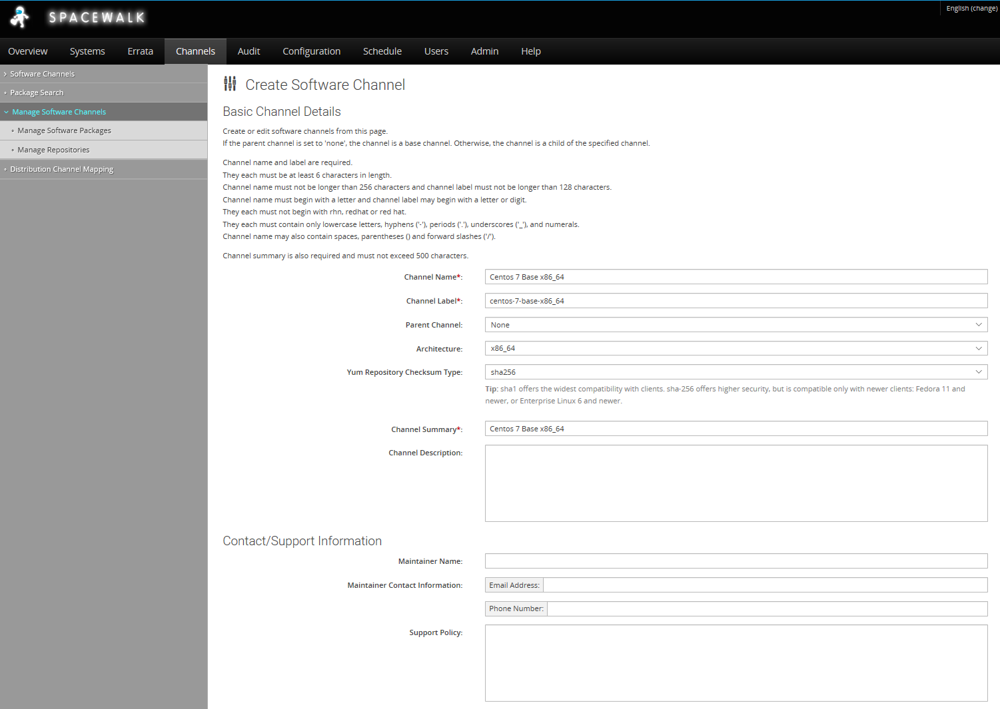 SPACEWALK
English (change)
Overview Systems Errata Channels Audit Configuration Schedule Users Admin Help
Software Channels
Package Search
Manage Software Channels
Manage Software Packages
Manage Repositories
Distribution Channel Mapping
Create Software Channel
Basic Channel Details
Create or edit software channels from this page.
If the parent channel is set to 'none', the channel is a base channel. Otherwise, the channel is a child of the specified channel.
Channel name and label are required.
They each must be at least 6 characters in length.
Channel name must not be longer than 256 characters and channel label must not be longer than 128 characters.
Channel name must begin with a letter and channel label may begin with a letter or digit.
They each must not begin with rhn, redhat or red hat.
They each must contain only lowercase letters, hyphens ('-'), periods ('.'), underscores ('_'), and numerals.
Channel name may also contain spaces, parentheses () and forward slashes ('/').
Channel summary is also required and must not exceed 500 characters.
Channel Name*: Centos 7 Base x86_64
Channel Label*: centos-7-base-x86_64
Parent Channel: None
Architecture: x86_64
Yum Repository Checksum Type: sha256
Tip: sha1 offers the widest compatibility with clients. sha-256 offers higher security, but is compatible only with newer clients: Fedora 11 and
newer, or Enterprise Linux 6 and newer.
Channel Summary*: Centos 7 Base x86_64
Channel Description:
Contact/Support Information
Maintainer Name:
Maintainer Contact Information: Email Address:
Phone Number:
Support Policy: